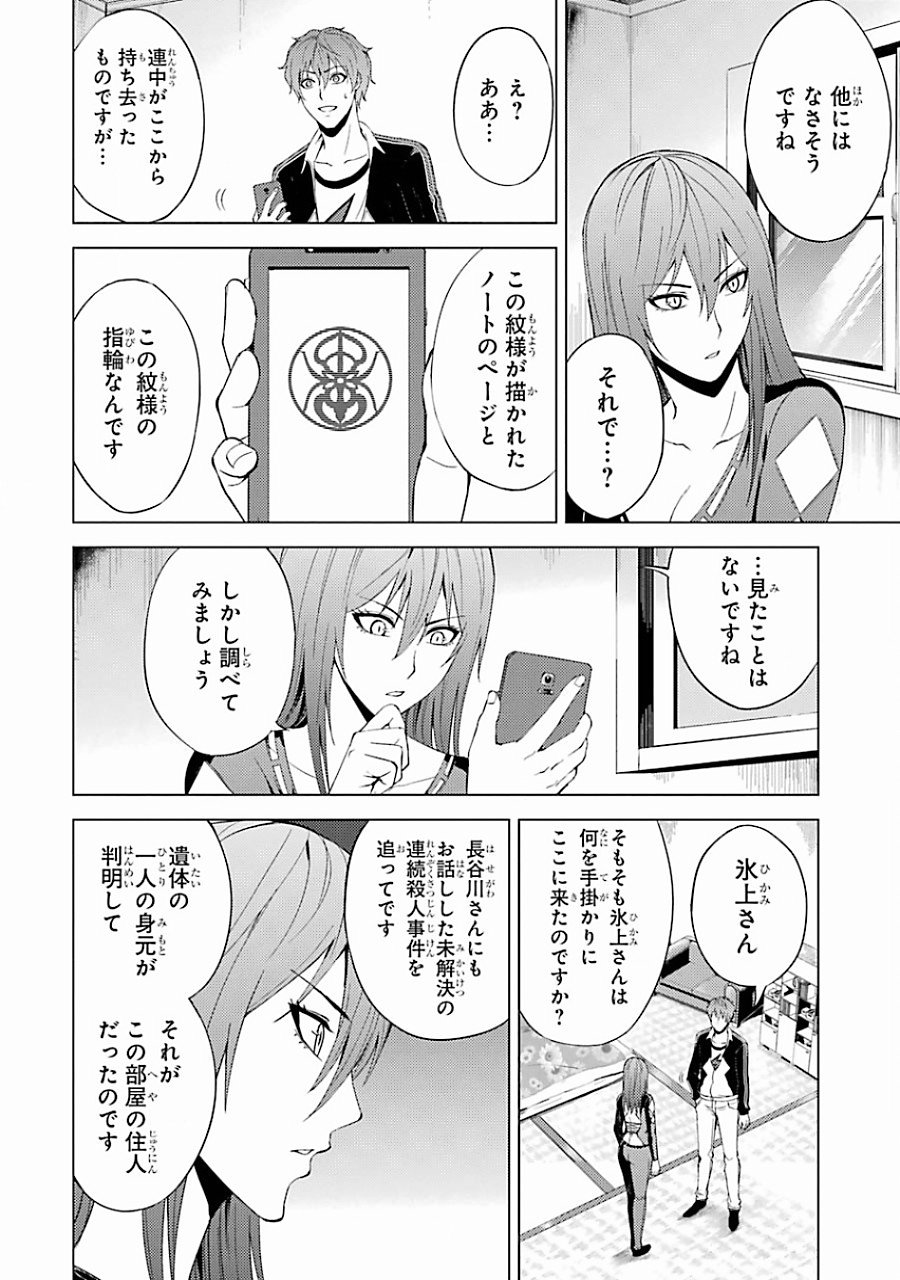 他には
なさそう
ですね
それで…?
え?
ああ…
連中がここから
持ち去った
ものですが…
この紋様が描かれた
ノートのページと
この紋様の
指輪なんです
…見たことは
ないですね
しかし調べて
みましょう
氷上さん
そもそも氷上さんは
何を手掛かりに
ここに来たのですか?
長谷川さんにも
お話しした未解決の
連続殺人事件を
追ってです
遺体の
一人の身元が
判明して
それが
この部屋の住人
だったのです